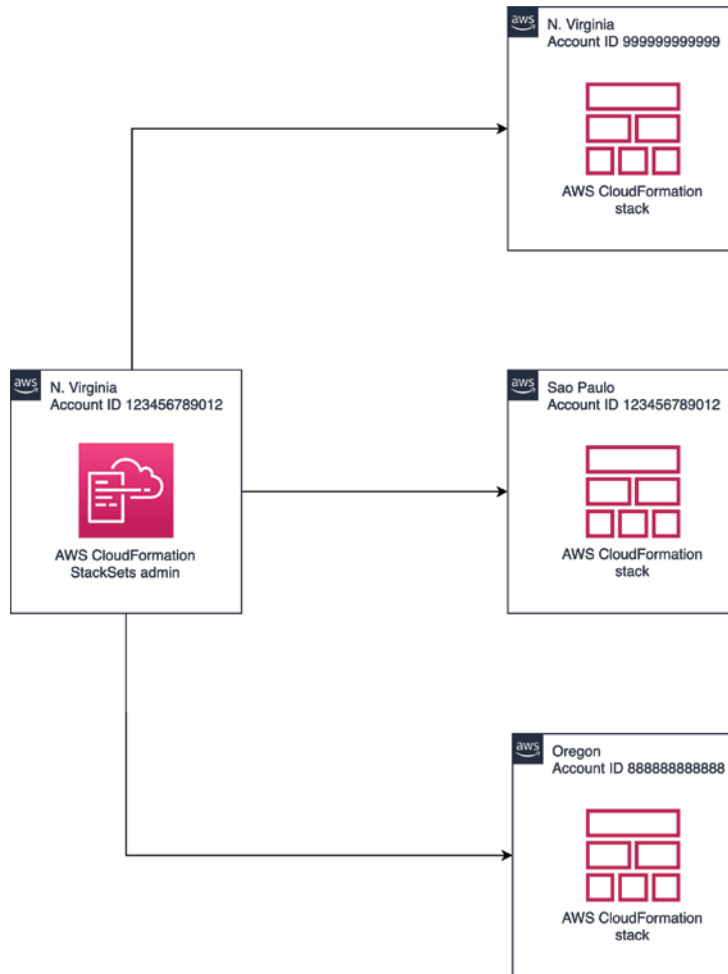 aws
N. Virginia
Account ID 999999999999
AWS CloudFormation
stack
aws
N. Virginia
Account ID 123456789012
AWS CloudFormation
StackSets admin
aws
Sao Paulo
Account ID 123456789012
AWS CloudFormation
stack
aws
Oregon
Account ID 888888888888
AWS CloudFormation
stack